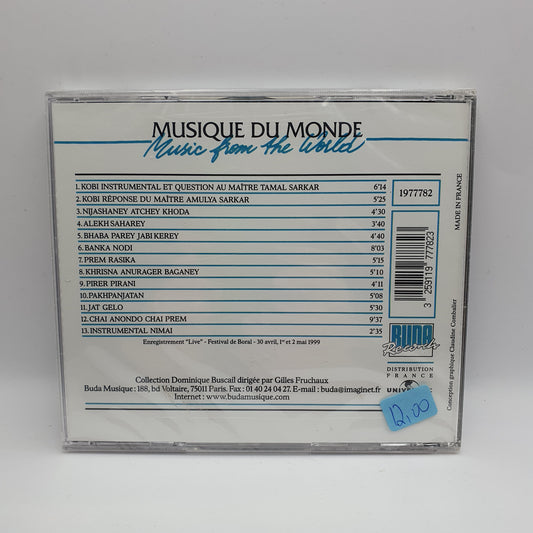 MUSIQUE DU MONDE
Music from the World
1. KOBI INSTRUMENTAL ET QUESTION AU MAÎTRE TAMAL SARKAR 6'14
2. KOBI RÉPONSE DU MAÎTRE AMULYA SARKAR 5'25
3. NIJASHANEY ATCHEY KHODA 4'30
4. ALEKH SAHAREY 3'40
5. BHABA PAREY JABI KEREY 4'40
6. BANKA NODI 8'03
7. PREM RASIKA 5'15
8. KHRISNA ANURAGER BAGANEY 5'10
9. PIRER PIRANI 4'11
10. PAKHPANJATAN 5'08
11. JAT GELO 5'30
12. CHAI ANONDO CHAI PREM 9'37
13. INSTRUMENTAL NIMAI 2'35
Enregistrement "Live" - Festival de Boral - 30 avril, 1er et 2 mai 1999
Collection Dominique Buscail dirigée par Gilles Fruchaux
Buda Musique : 188, bd Voltaire, 75011 Paris. Fax : 01 40 24 04 27. E-mail : buda@imaginet.fr
Internet : www.budamusique.com
1977782
3 259119 777823
MADE IN FRANCE
BUDA
Records
DISTRIBUTION
FRANCE
Conception graphique Claudine Combalier
12,00